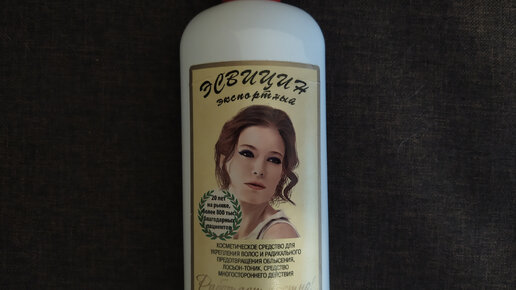 ЭСВИЦИН
экспортный
20 лет
на рынке,
более 800 тыс.
благодарных
пациентов
КОСМЕТИЧЕСКОЕ СРЕДСТВО ДЛЯ
УКРЕПЛЕНИЯ ВОЛОС И РАДИКАЛЬНОГО
ПРЕДОТВРАЩЕНИЯ ОБЛЫСЕНИЯ,
ЛОСЬОН-ТОНИК, СРЕДСТВО
МНОГОСТОРОННЕГО ДЕЙСТВИЯ